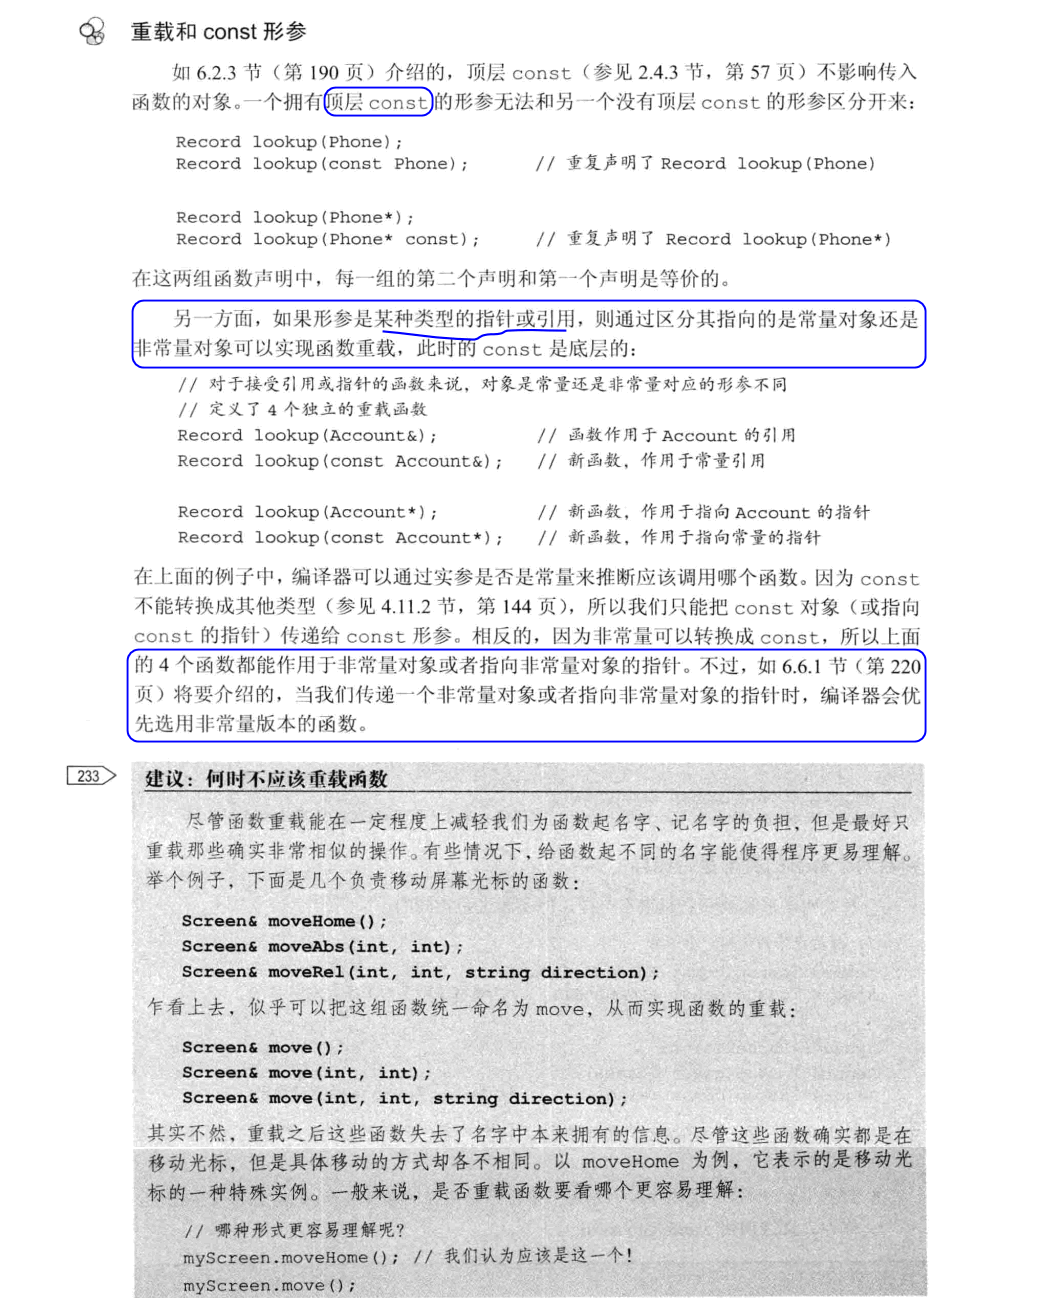 重载和 const 形参
如 6.2.3 节（第 190 页）介绍的，顶层 const（参见 2.4.3 节，第 57 页）不影响传入
函数的对象。一个拥有顶层 const 的形参无法和另一个没有顶层 const 的形参区分开来：
Record lookup(Phone);
Record lookup(const Phone); // 重复声明了 Record lookup(Phone)
Record lookup(Phone*);
Record lookup(Phone* const); // 重复声明了 Record lookup(Phone*)
在这两组函数声明中，每一组的第二个声明和第一个声明是等价的。
另一方面，如果形参是某种类型的指针或引用，则通过区分其指向的是常量对象还是
非常量对象可以实现函数重载，此时的 const 是底层的：
// 对于接受引用或指针的函数来说，对象是常量还是非常量对应的形参不同
// 定义了 4 个独立的重载函数
Record lookup(Account&); // 函数作用于 Account 的引用
Record lookup(const Account&); // 新函数，作用于常量引用
Record lookup(Account*); // 新函数，作用于指向 Account 的指针
Record lookup(const Account*); // 新函数，作用于指向常量的指针
在上面的例子中，编译器可以通过实参是否是常量来推断应该调用哪个函数。因为 const
不能转换成其他类型（参见 4.11.2 节，第 144 页），所以我们只能把 const 对象（或指向
const 的指针）传递给 const 形参。相反的，因为非常量可以转换成 const，所以上面
的 4 个函数都能作用于非常量对象或者指向非常量对象的指针。不过，如 6.6.1 节（第 220
页）将要介绍的，当我们传递一个非常量对象或者指向非常量对象的指针时，编译器会优
先选用非常量版本的函数。
233
建议：何时不应该重载函数
尽管函数重载能在一定程度上减轻我们为函数起名字、记名字的负担，但是最好只
重载那些确实非常相似的操作。有些情况下，给函数起不同的名字能使得程序更易理解。
举个例子，下面是几个负责移动屏幕光标的函数：
Screen& moveHome();
Screen& moveAbs(int, int);
Screen& moveRel(int, int, string direction);
乍看上去，似乎可以把这组函数统一命名为 move，从而实现函数的重载：
Screen& move();
Screen& move(int, int);
Screen& move(int, int, string direction);
其实不然，重载之后这些函数失去了名字中本来拥有的信息。尽管这些函数确实都是在
移动光标，但是具体移动的方式却各不相同。以 moveHome 为例，它表示的是移动光
标的一种特殊实例。一般来说，是否重载函数要看哪个更容易理解：
// 哪种形式更容易理解呢?
myScreen.moveHome(); // 我们认为应该是这一个!
myScreen.move();